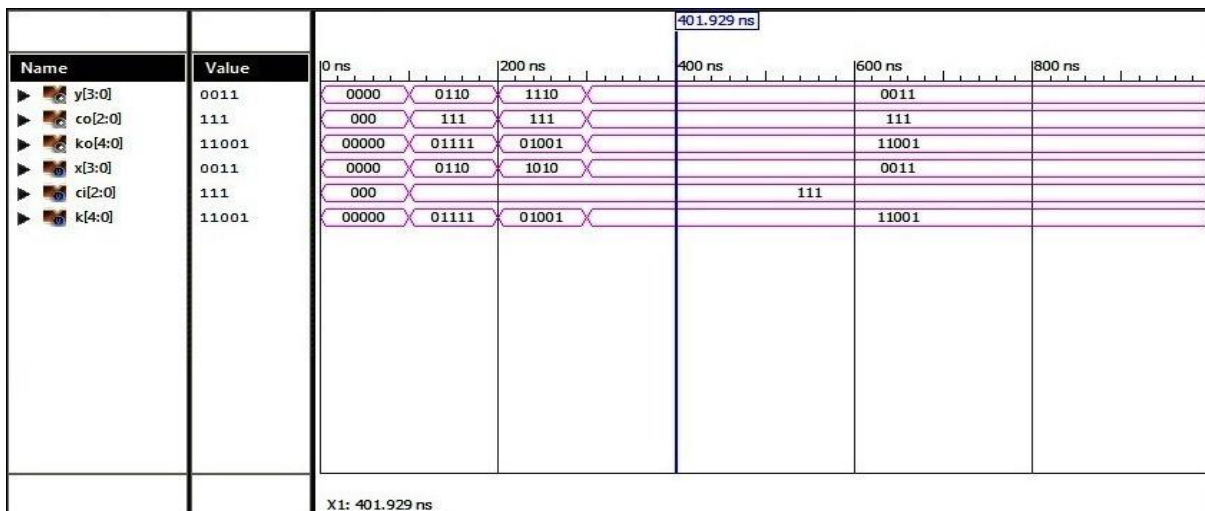 401.929 ns
Name Value 0 ns 200 ns 400 ns 600 ns 800 ns
y[3:0] 0011 0000 0110 1110 0011
co[2:0] 111 000 111 111 111
ko[4:0] 11001 00000 01111 01001 11001
x[3:0] 0011 0000 0110 1010 0011
ci[2:0] 111 000 111
k[4:0] 11001 00000 01111 01001 11001
X1: 401.929 ns